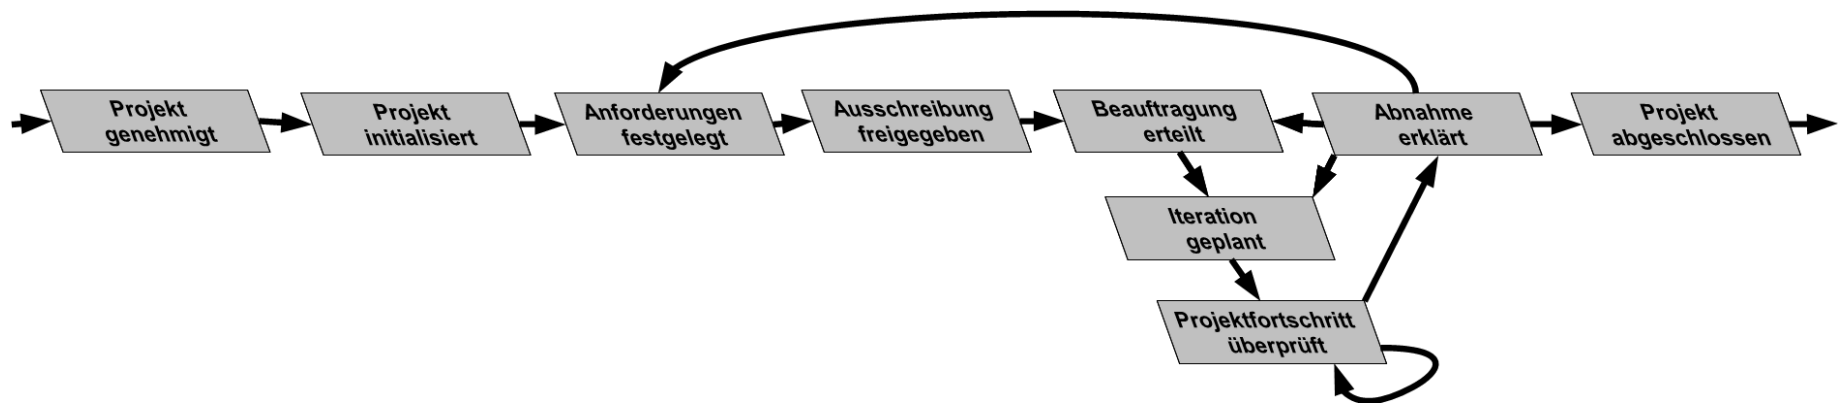 Projekt
genehmigt
Projekt
initialisiert
Anforderungen
festgelegt
Ausschreibung
freigegeben
Beauftragung
erteilt
Abnahme
erklärt
Projekt
abgeschlossen
Iteration
geplant
Projektfortschritt
überprüft